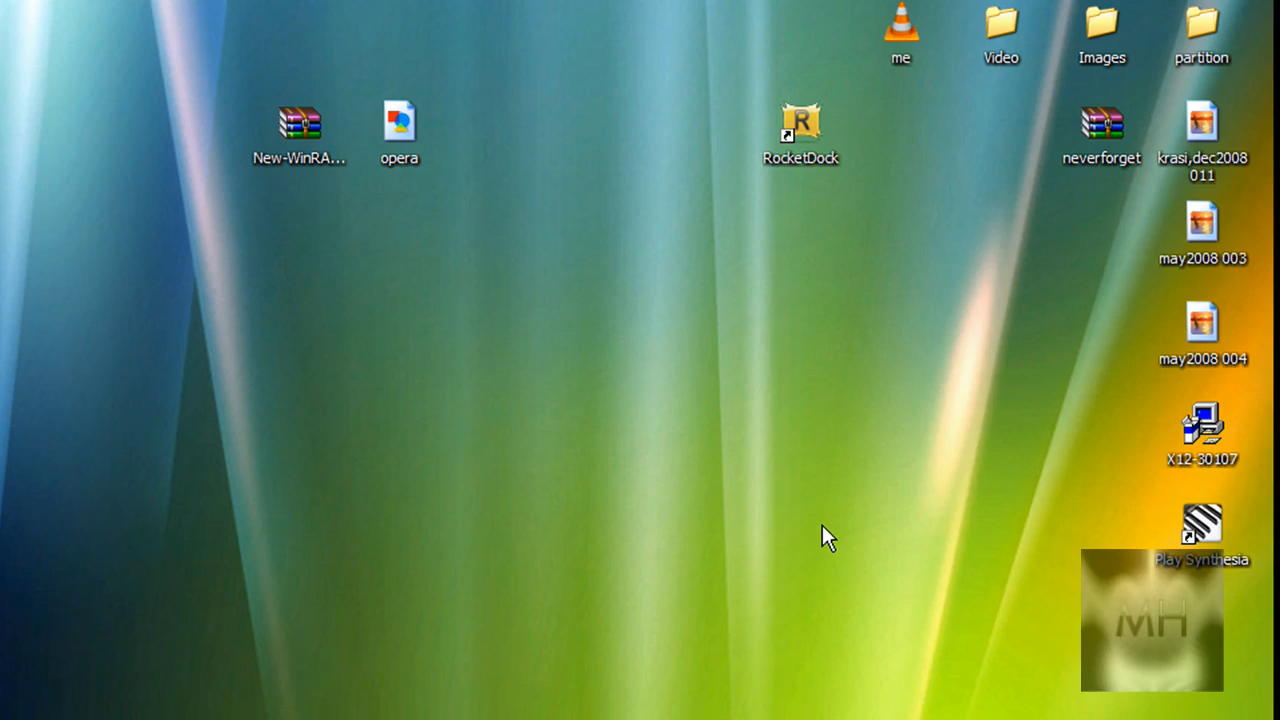 me
Video
Images
partition
New-WinRA...
opera
RocketDock
neverforget
krasi,dec2008
011
may2008 003
may2008 004
X12-30107
Play Synthesia
MH